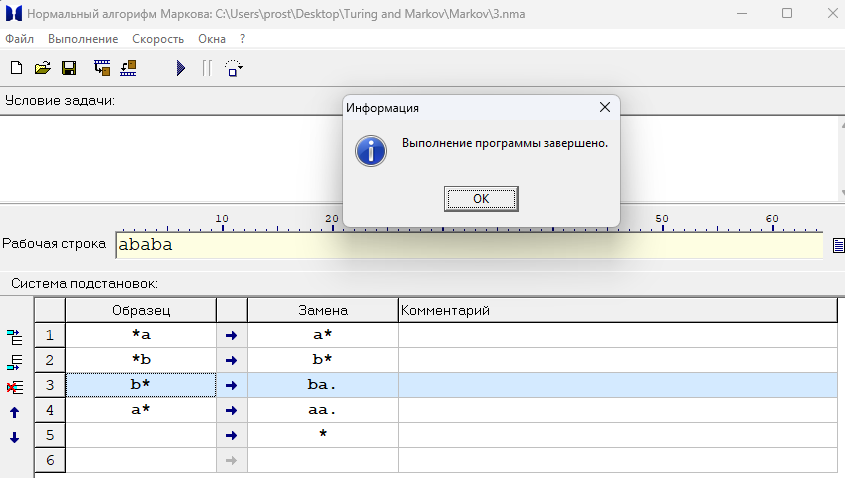 Нормальный алгорифм Маркова: C:\Users\prost\Desktop\Turing and Markov\Markov\3.nma
Файл Выполнение Скорость Окна ?
Условие задачи:
Информация
Выполнение программы завершено.
OK
10 20 50 60
Рабочая строка ababa
Система подстановок:
Образец Замена Комментарий
1 *a → a*
2 *b → b*
3 b* → ba.
4 a* → aa.
5 → *
6 →